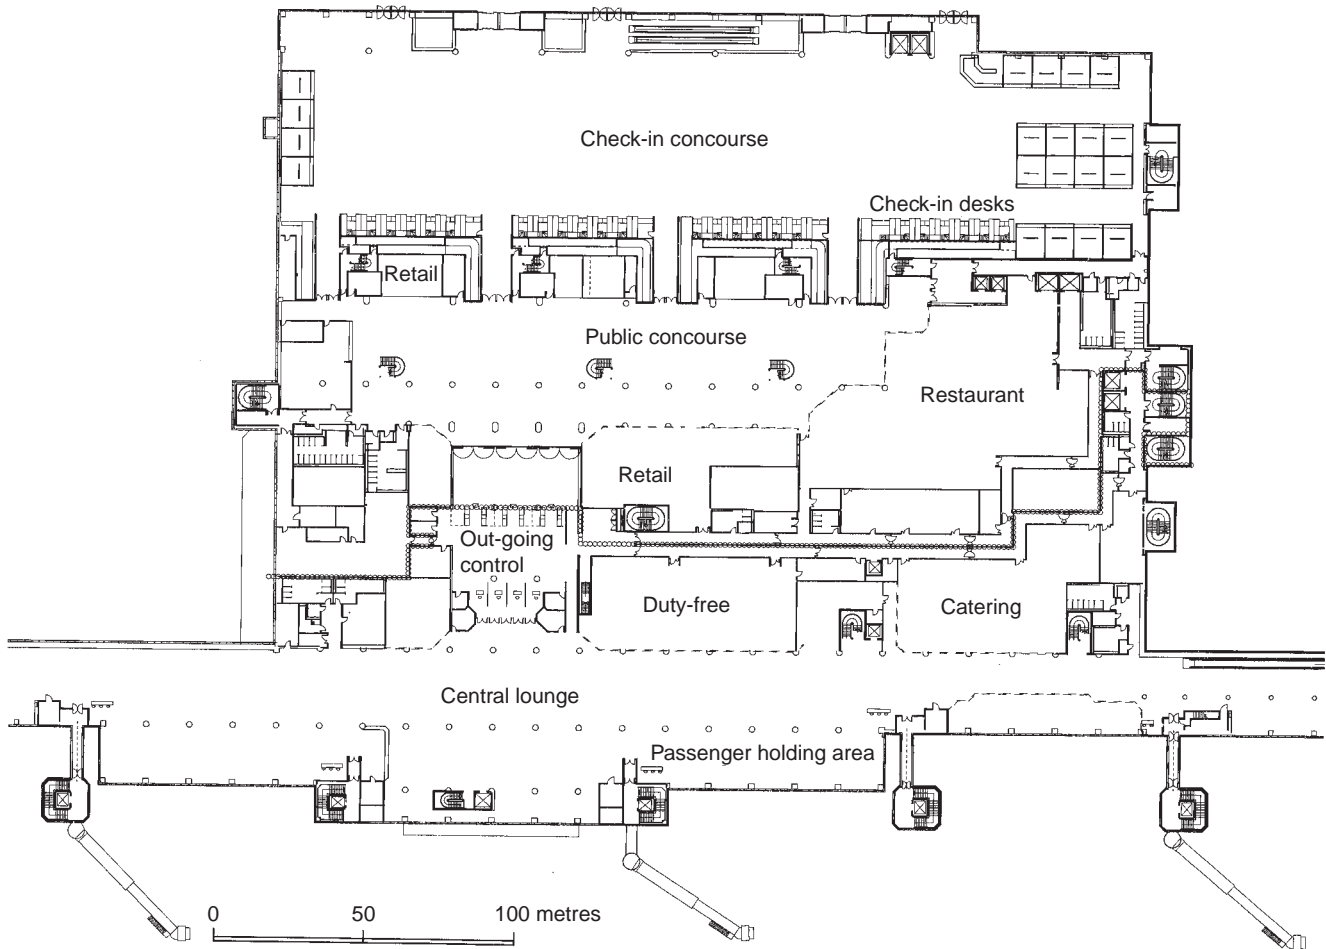 Check-in concourse
Check-in desks
Retail
Public concourse
Restaurant
Retail
Out-going
control
Duty-free
Catering
Central lounge
Passenger holding area
0 50 100 metres